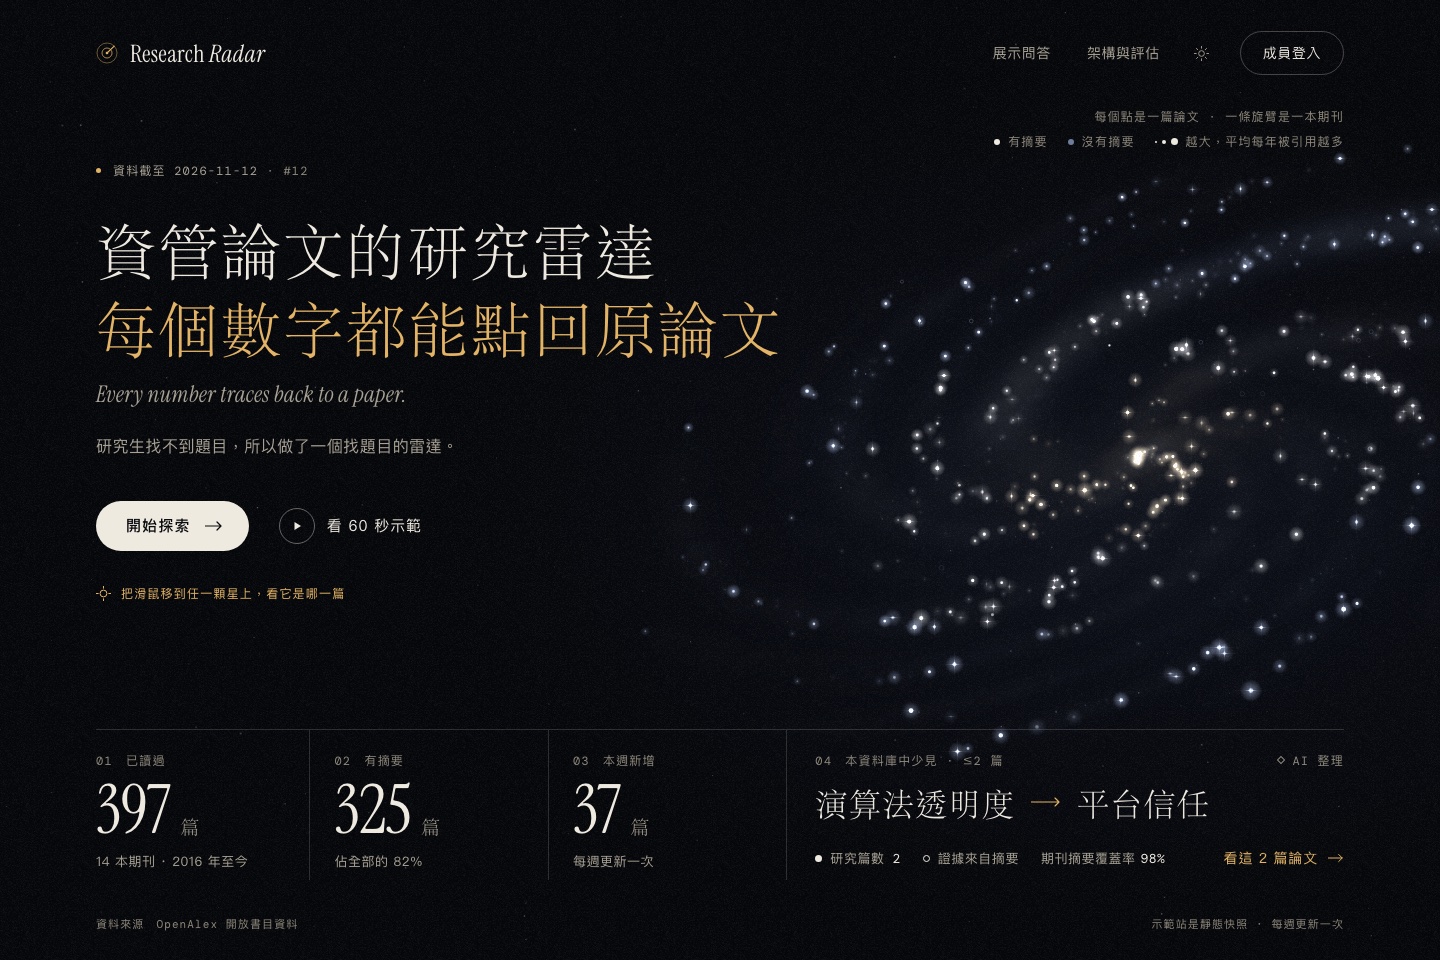 Research Radar
展示問答
架構與評估
成員登入
每個點是一篇論文 · 一條旋臂是一本期刊
有摘要 沒有摘要 越大，平均每年被引用越多
資料截至 2026-11-12 · #12
資管論文的研究雷達
每個數字都能點回原論文
Every number traces back to a paper.
研究生找不到題目，所以做了一個找題目的雷達。
開始探索 →
看 60 秒示範
把滑鼠移到任一顆星上，看它是哪一篇
01 已讀過
397 篇
14 本期刊 · 2016 年至今
02 有摘要
325 篇
佔全部的 82%
03 本週新增
37 篇
每週更新一次
04 本資料庫中少見 · ≤2 篇
◇ AI 整理
演算法透明度 → 平台信任
研究篇數 2 證據來自摘要 期刊摘要覆蓋率 98%
看這 2 篇論文 →
資料來源 OpenAlex 開放書目資料
示範站是靜態快照 · 每週更新一次